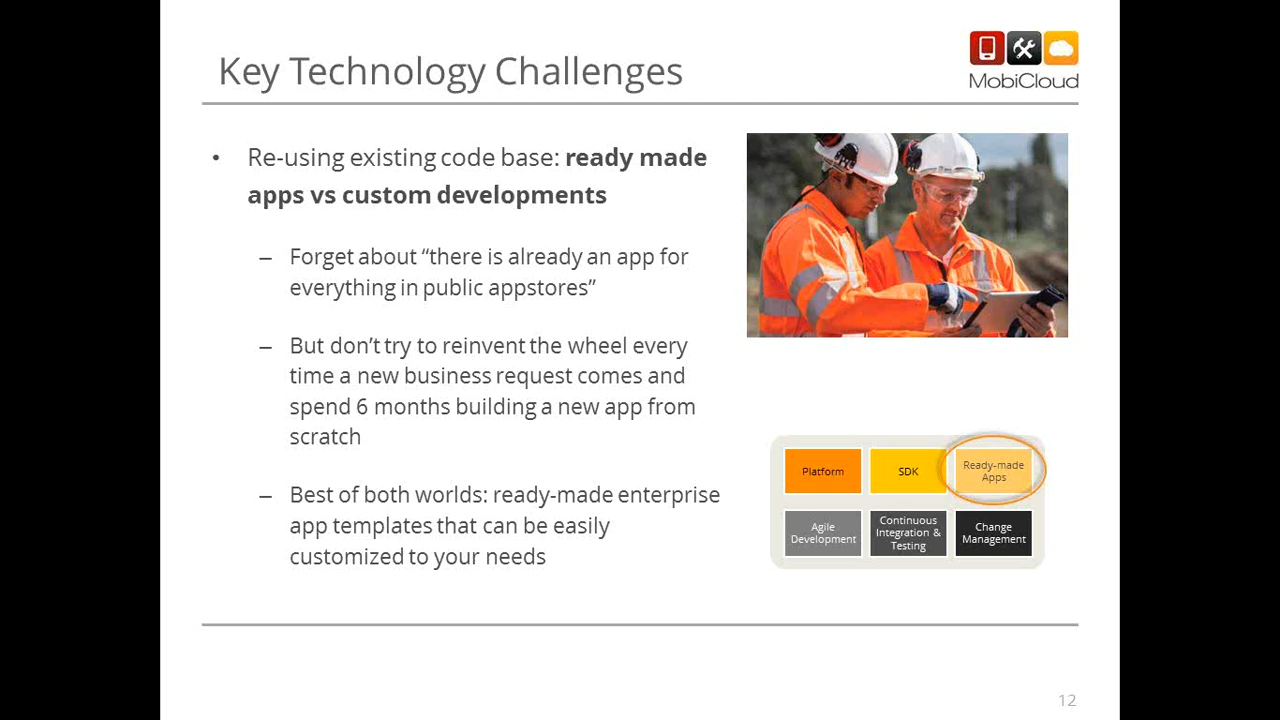 Key Technology Challenges
MobiCloud
• Re-using existing code base: ready made
apps vs custom developments
– Forget about “there is already an app for
everything in public appstores”
– But don’t try to reinvent the wheel every
time a new business request comes and
spend 6 months building a new app from
scratch
– Best of both worlds: ready-made enterprise
app templates that can be easily
customized to your needs
Platform
SDK
Ready-made
Apps
Agile
Development
Continuous
Integration &
Testing
Change
Management
12